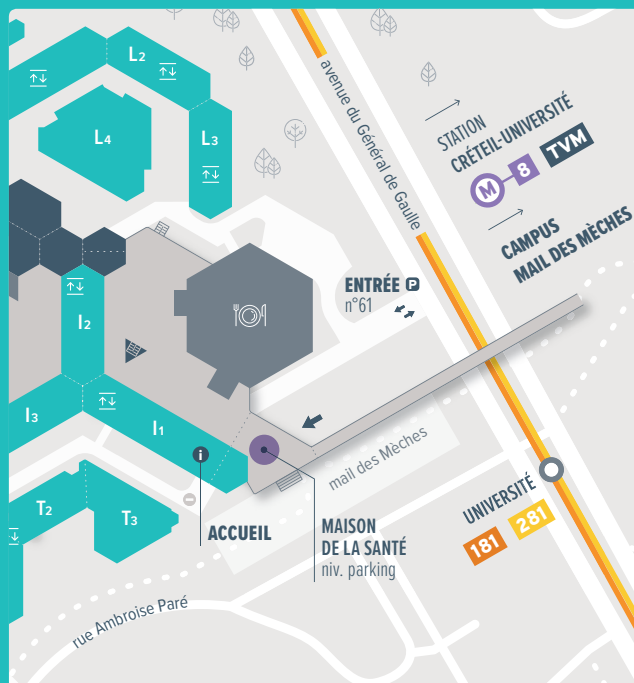 L2
L4
L3
avenue du Général de Gaulle
STATION
CRÉTEIL-UNIVERSITÉ
M 8 TVM
CAMPUS
MAIL DES MÈCHES
ENTRÉE P
n°61
I2
I3
I1
i
ACCUEIL
MAISON
DE LA SANTÉ
niv. parking
mail des Mèches
UNIVERSITÉ
181 281
T2
T3
rue Ambroise Paré